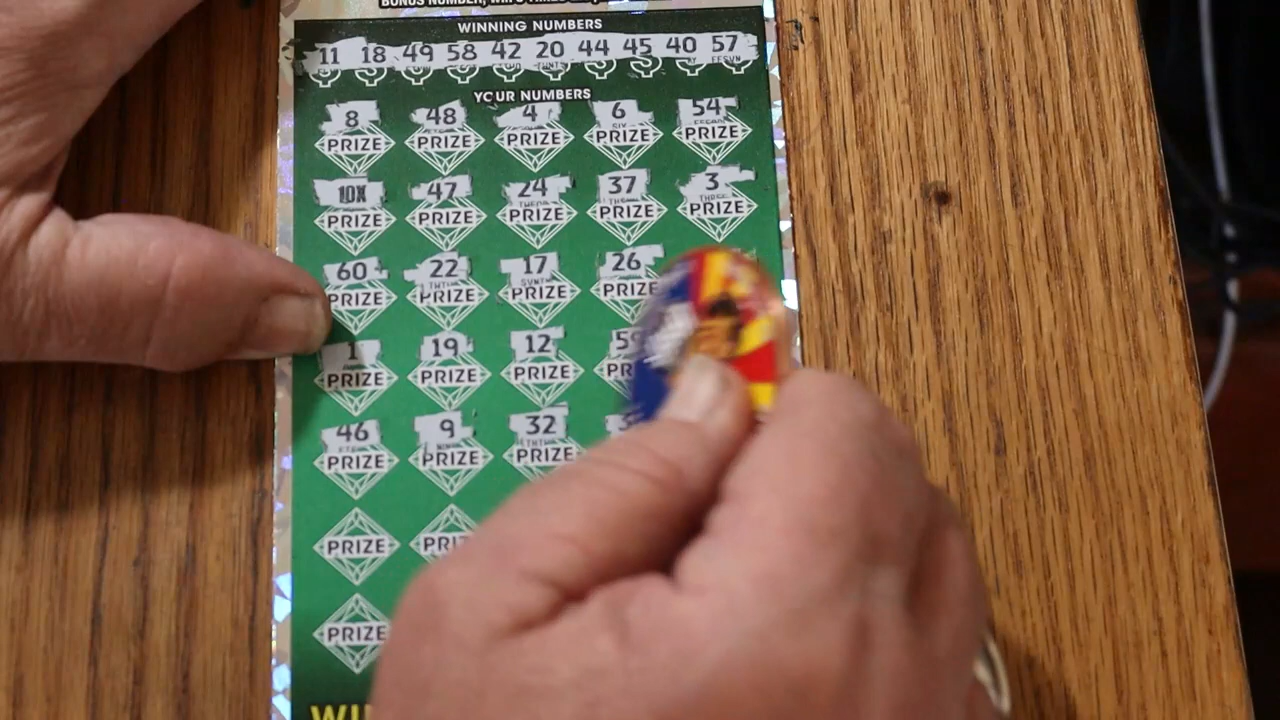 WINNING NUMBERS
11 18 49 58 42 20 44 45 40 57
YOUR NUMBERS
8 48 4 6 54
PRIZE PRIZE PRIZE PRIZE PRIZE
10X 47 24 37 3
PRIZE PRIZE PRIZE PRIZE PRIZE
60 22 17 26
PRIZE PRIZE PRIZE PRIZE
1 19 12
PRIZE PRIZE PRIZE PR
46 9 32
PRIZE PRIZE PRIZE
PRIZE PRIZE
PRIZE